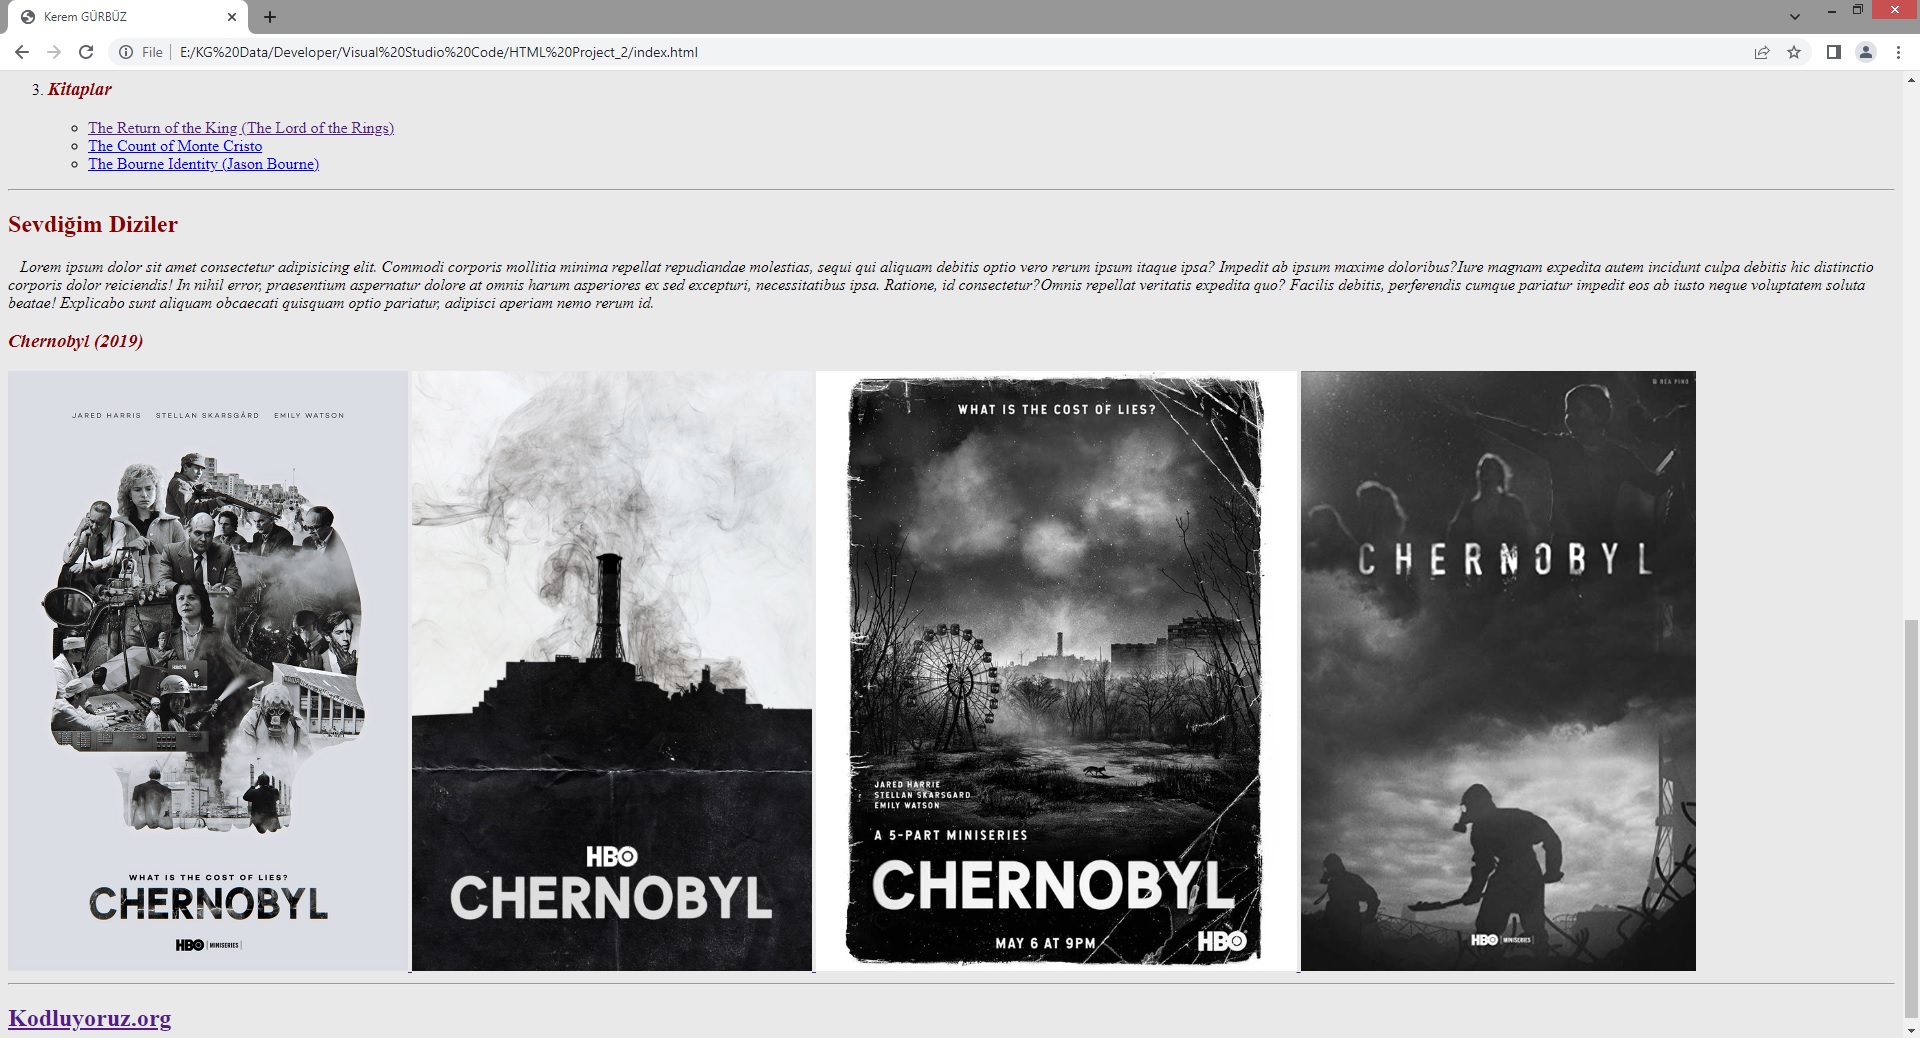 Kerem GÜRBÜZ
File
E:/KG%20Data/Developer/Visual%20Studio%20Code/HTML%20Project_2/index.html
3. Kitaplar
The Return of the King (The Lord of the Rings)
The Count of Monte Cristo
The Bourne Identity (Jason Bourne)
Sevdiğim Diziler
Lorem ipsum dolor sit amet consectetur adipisicing elit. Commodi corporis mollitia minima repellat repudiandae molestias, sequi qui aliquam debitis optio vero rerum ipsum itaque ipsa? Impedit ab ipsum maxime doloribus?Iure magnam expedita autem incidunt culpa debitis hic distinctio
corporis dolor reiciendis! In nihil error, praesentium aspernatur dolore at omnis harum asperiores ex sed excepturi, necessitatibus ipsa. Ratione, id consectetur?Omnis repellat veritatis expedita quo? Facilis debitis, perferendis cumque pariatur impedit eos ab iusto neque voluptatem soluta
beatae! Explicabo sunt aliquam obcaecati quisquam optio pariatur, adipisci aperiam nemo rerum id.
Chernobyl (2019)
JARED HARRIS STELLAN SKARSGÅRD EMILY WATSON
WHAT IS THE COST OF LIES?
CHERNOBYL
HBO | MINISERIES |
HBO
CHERNOBYL
WHAT IS THE COST OF LIES?
JARED HARRIE
STELLAN SKARSGARD
EMILY WATSON
A 5-PART MINISERIES
CHERNOBYL
MAY 6 AT 9PM
HBO
REA PINO
CHERNOBYL
HBO | MINISERIES |
Kodluyoruz.org